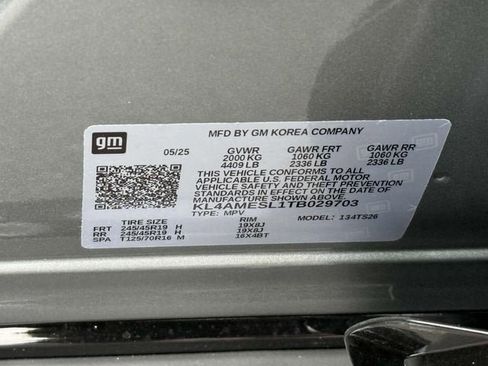 gm
MFD BY GM KOREA COMPANY
05/25 GVWR GAWR FRT GAWR RR
2000 KG 1060 KG 1060 KG
4409 LB 2336 LB 2336 LB
THIS VEHICLE CONFORMS TO ALL
APPLICABLE U.S. FEDERAL MOTOR
VEHICLE SAFETY AND THEFT PREVENTION
STANDARDS IN EFFECT ON THE DATE OF
MANUFACTURE SHOWN ABOVE.
KL4AMESL1TB029703
TYPE: MPV MODEL: 134TS26
TIRE SIZE RIM
FRT 245/45R19 H 19X8J
RR 245/45R19 H 19X8J
SPA T125/70R16 M 16X4BT